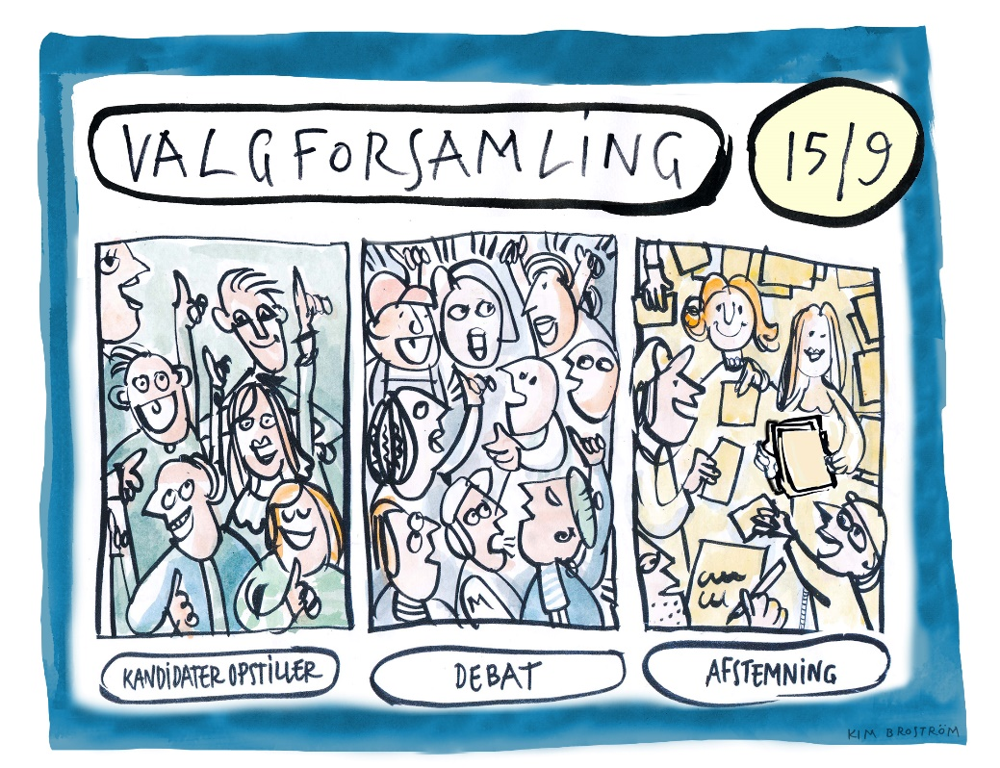 VALGFORSAMLING
15/9
M
KANDIDATER OPSTILLER
DEBAT
AFSTEMNING
KIM BROSTRÖM